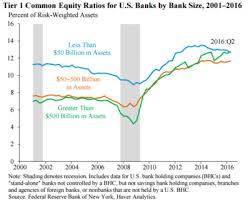 Tier 1 Common Equity Ratios for U.S. Banks by Bank Size, 2001–2016
Percent of Risk-Weighted Assets
16
14
12
10
8
6
4
2
0
Less Than
$50 Billion in Assets
2016:Q2
$50–500 Billion
in Assets
Greater Than
$500 Billion in Assets
2000 2002 2004 2006 2008 2010 2012 2014 2016
Note: Shading denotes recession. Includes data for U.S. bank holding companies (BHCs) and
"stand-alone" banks not controlled by a BHC, but not savings bank holding companies, branches
and agencies of foreign banks, or nonbanks that are not held by a U.S. BHC.
Source: Federal Reserve Bank of New York, Haver Analytics.